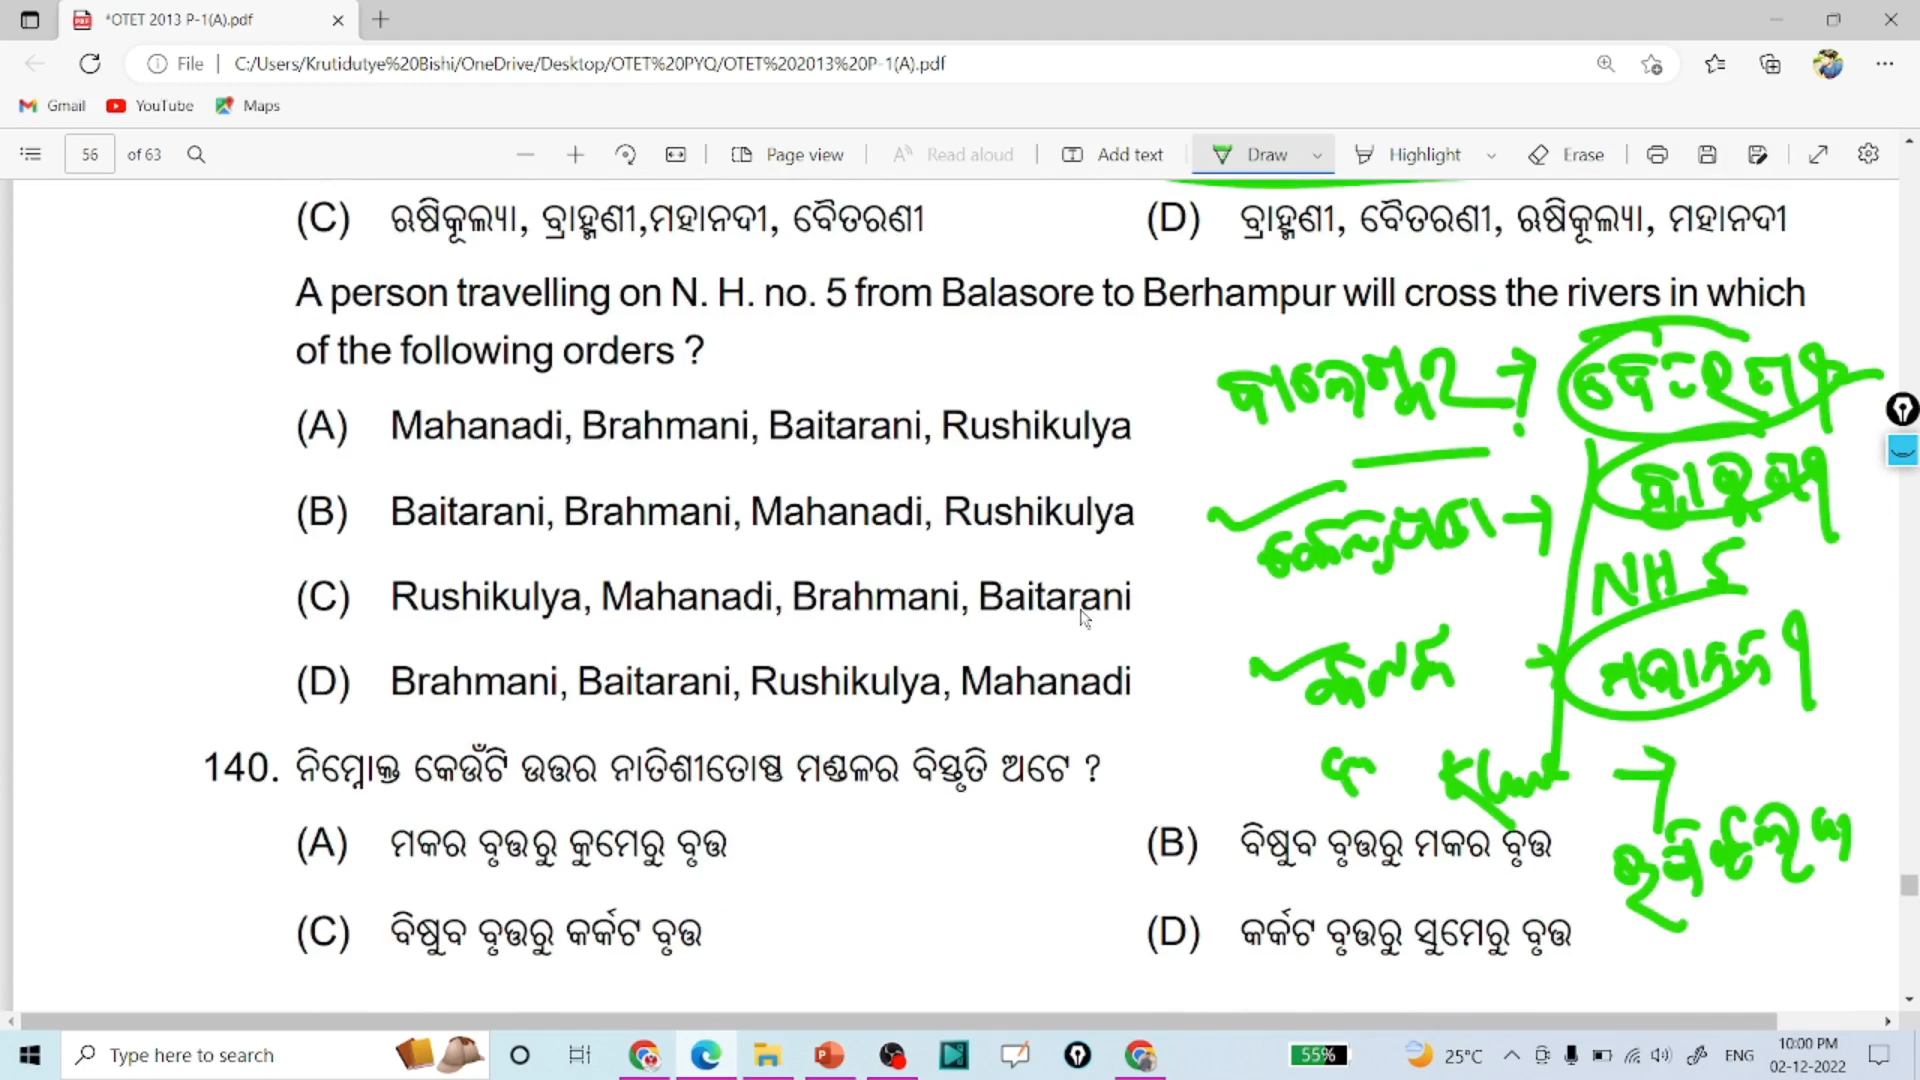 *OTET 2013 P-1(A).pdf
File | C:/Users/Krutidutye%20Bishi/OneDrive/Desktop/OTET%20PYQ/OTET%202013%20P-1(A).pdf
Gmail YouTube Maps
56 of 63 Page view Read aloud Add text Draw Highlight Erase
(C) ଋଷିକୂଲ୍ୟା, ବ୍ରାହ୍ମଣୀ,ମହାନଦୀ, ବୈତରଣୀ (D) ବ୍ରାହ୍ମଣୀ, ବୈତରଣୀ, ଋଷିକୂଲ୍ୟା, ମହାନଦୀ
A person travelling on N. H. no. 5 from Balasore to Berhampur will cross the rivers in which
of the following orders ?
(A) Mahanadi, Brahmani, Baitarani, Rushikulya
(B) Baitarani, Brahmani, Mahanadi, Rushikulya
(C) Rushikulya, Mahanadi, Brahmani, Baitarani
(D) Brahmani, Baitarani, Rushikulya, Mahanadi
ବାଲେଶ୍ୱର
NH 5
140. ନିମ୍ନୋକ୍ତ କେଉଁଟି ଉତ୍ତର ନାତିଶୀତୋଷ୍ଣ ମଣ୍ଡଳର ବିସ୍ତୃତି ଅଟେ ?
(A) ମକର ବୃତ୍ତରୁ କୁମେରୁ ବୃତ୍ତ (B) ବିଷୁବ ବୃତ୍ତରୁ ମକର ବୃତ୍ତ
(C) ବିଷୁବ ବୃତ୍ତରୁ କର୍କଟ ବୃତ୍ତ (D) କର୍କଟ ବୃତ୍ତରୁ ସୁମେରୁ ବୃତ୍ତ
Type here to search 55% 25°C ENG 10:00 PM
02-12-2022